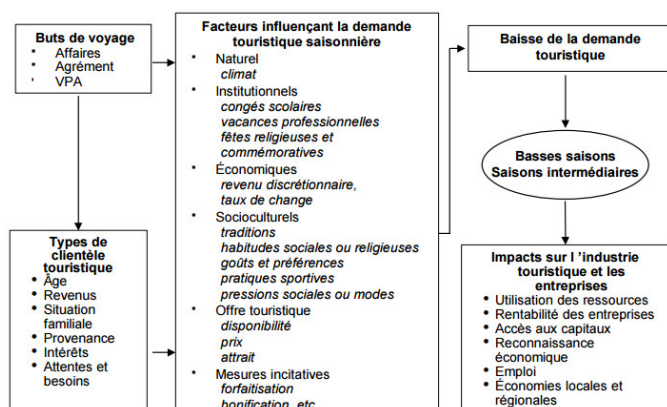 Buts de voyage
▪ Affaires
▪ Agrément
▪ VPA
Types de
clientèle
touristique
• Âge
• Revenus
• Situation
familiale
• Provenance
• Intérêts
• Attentes et
besoins
Facteurs influençant la demande
touristique saisonnière
▪ Naturel
climat
▪ Institutionnels
congés scolaires
vacances professionnelles
fêtes religieuses et
commémoratives
▪ Économiques
revenu discrétionnaire,
taux de change
▪ Socioculturels
traditions
habitudes sociales ou religieuses
goûts et préférences
pratiques sportives
pressions sociales ou modes
▪ Offre touristique
disponibilité
prix
attrait
▪ Mesures incitatives
forfaitisation
bonification, etc.
Baisse de la demande
touristique
Basses saisons
Saisons intermédiaires
Impacts sur l ’industrie
touristique et les
entreprises
• Utilisation des ressources
• Rentabilité des entreprises
• Accès aux capitaux
• Reconnaissance
économique
• Emploi
• Économies locales et
régionales